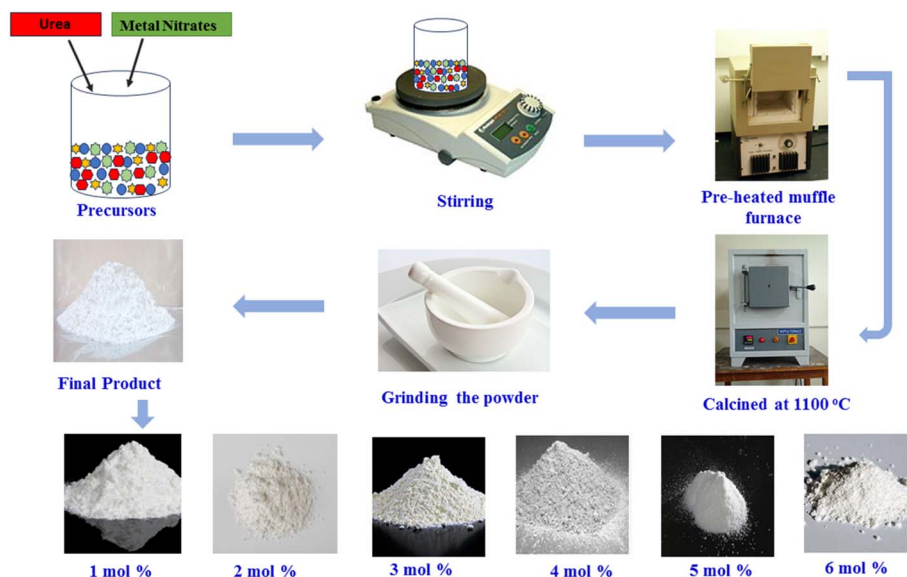 Urea
Metal Nitrates
Precursors
Stirring
Pre-heated muffle
furnace
Final Product
Grinding the powder
Calcined at 1100 °C
1 mol %
2 mol %
3 mol %
4 mol %
5 mol %
6 mol %